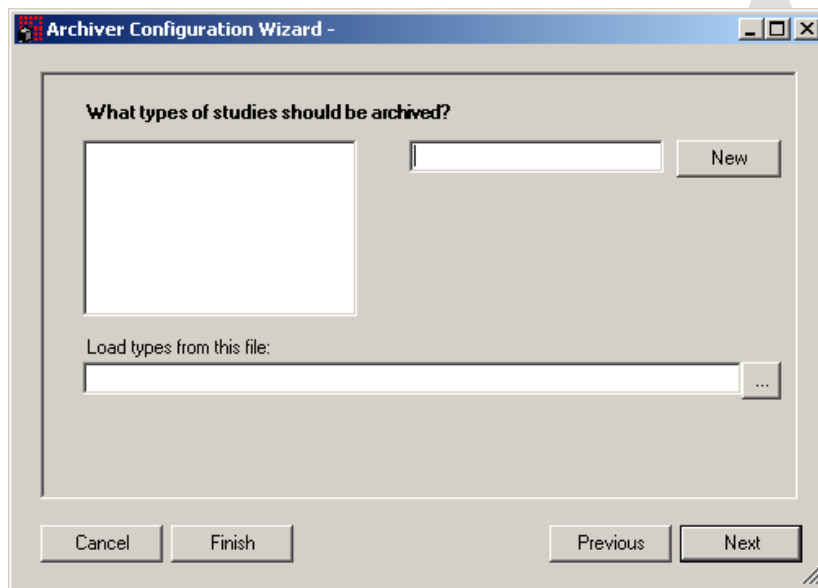 Archiver Configuration Wizard -
What types of studies should be archived?
New
Load types from this file:
...
Cancel
Finish
Previous
Next